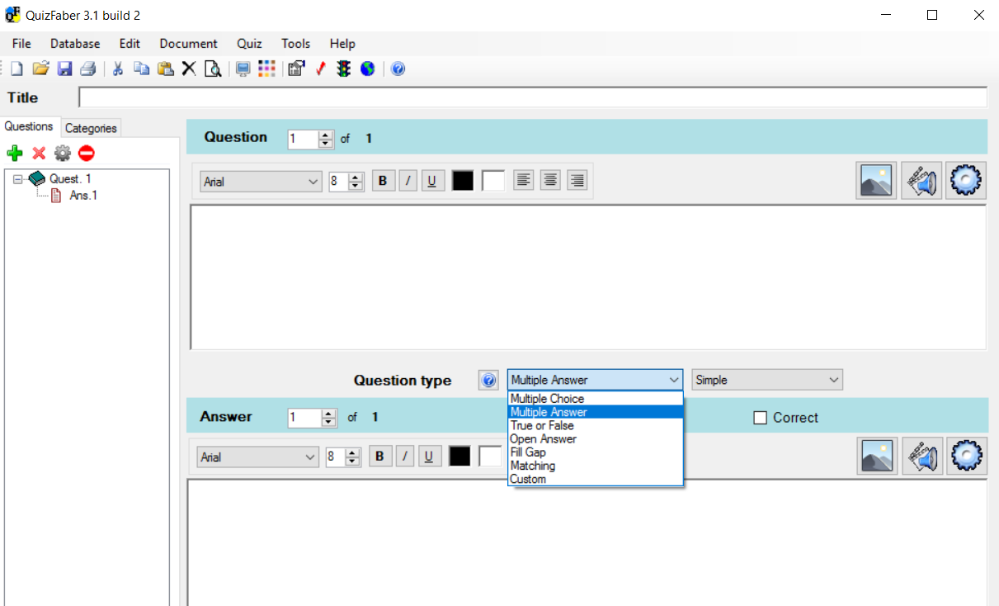 QuizFaber 3.1 build 2
File Database Edit Document Quiz Tools Help
Title
Questions Categories
Question 1 of 1
Quest. 1
Ans.1
Arial 8 B I U
Question type Multiple Answer Simple
Multiple Choice
Multiple Answer
True or False
Open Answer
Fill Gap
Matching
Custom
Answer 1 of 1 Correct
Arial 8 B I U